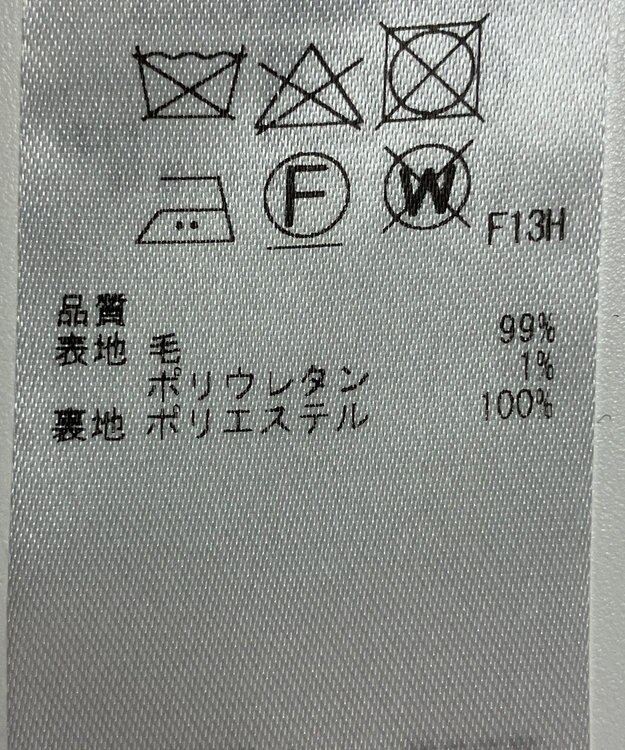 F W F13H
品質
表地 毛 99%
ポリウレタン 1%
裏地 ポリエステル 100%